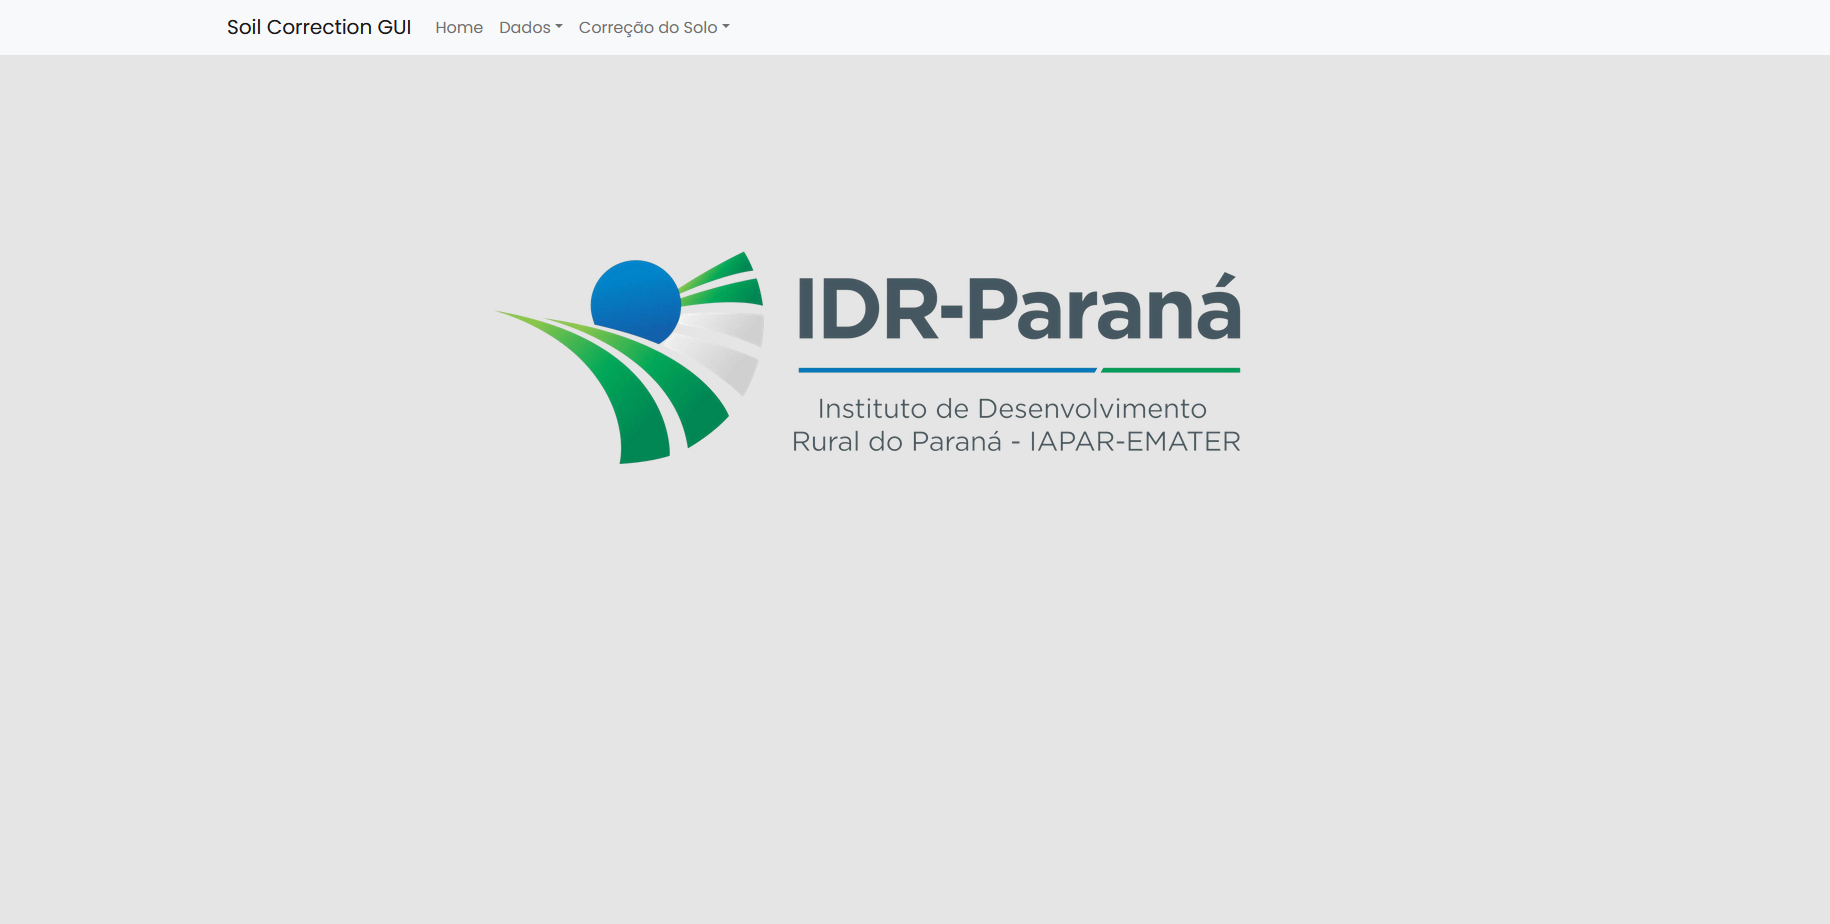 Soil Correction GUI Home Dados Correção do Solo
IDR-Paraná
Instituto de Desenvolvimento
Rural do Paraná - IAPAR-EMATER